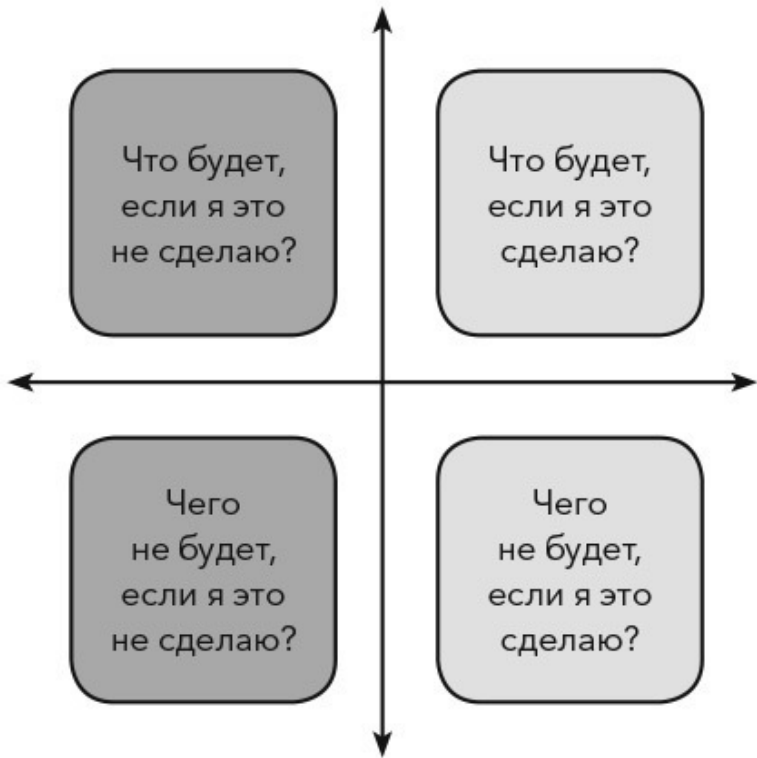 Что будет,
если я это
не сделаю?
Что будет,
если я это
сделаю?
Чего
не будет,
если я это
не сделаю?
Чего
не будет,
если я это
сделаю?